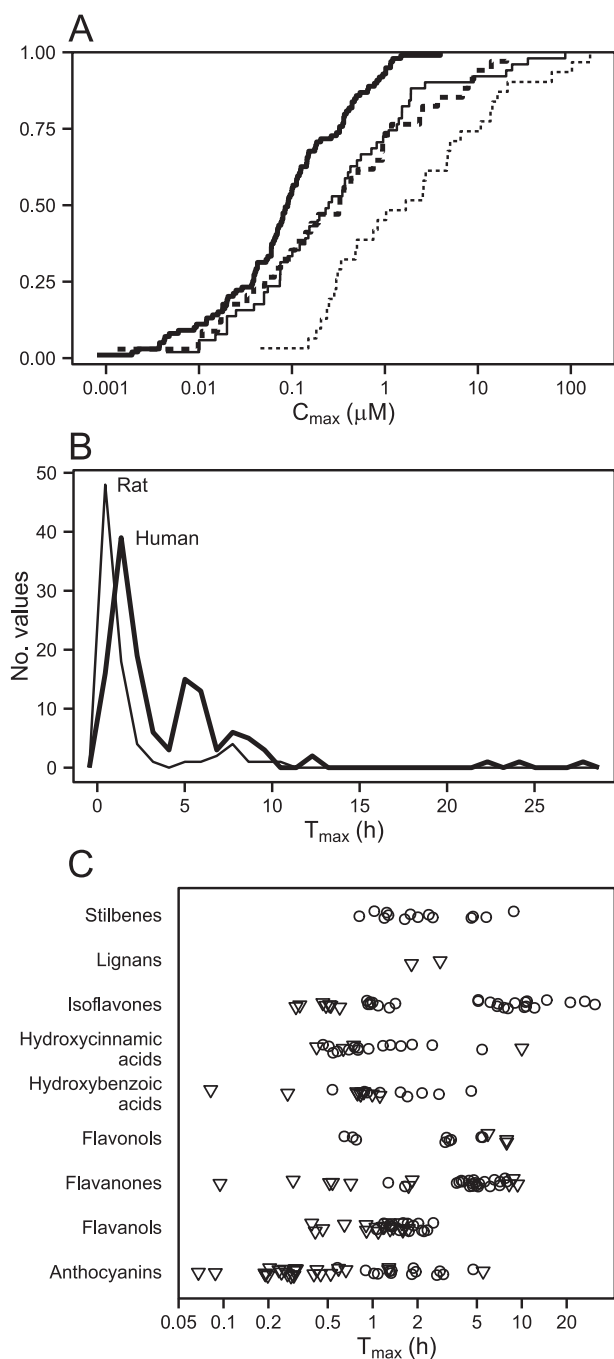 A
1.00
0.75
0.50
0.25
0.00
0.001 0.01 0.1 1 10 100
Cmax (µM)
B
50
40
30
20
10
0
No. values
Rat
Human
0 5 10 15 20 25
Tmax (h)
C
Stilbenes
Lignans
Isoflavones
Hydroxycinnamic
acids
Hydroxybenzoic
acids
Flavonols
Flavanones
Flavanols
Anthocyanins
0.05 0.1 0.2 0.5 1 2 5 10 20
Tmax (h)